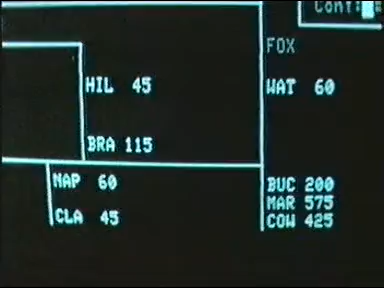 CONT:
FOX
HIL 45
WAT 60
BRA 115
NAP 60
CLA 45
BUC 200
MAR 575
COW 425